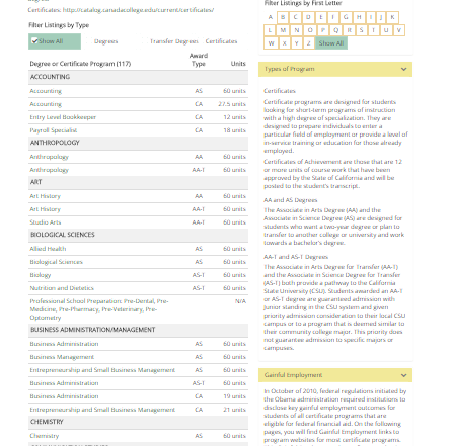 Certificates: http://catalog.canadacollege.edu/current/certificates/
Filter Listings by Type
Show All Degrees Transfer Degrees Certificates
Degree or Certificate Program (117) Award Type Units
ACCOUNTING
Accounting AS 60 units
Accounting CA 27.5 units
Entry Level Bookkeeper CA 12 units
Payroll Specialist CA 18 units
ANTHROPOLOGY
Anthropology AA 60 units
Anthropology AA-T 60 units
ART
Art History AA 60 units
Art History AA-T 60 units
Studio Arts AA-T 60 units
BIOLOGICAL SCIENCES
Allied Health AS 60 units
Biological Sciences AS 60 units
Biology AS-T 60 units
Nutrition and Dietetics AS-T 60 units
Professional School Preparation: Pre-Dental, Pre- N/A
Medicine, Pre-Pharmacy, Pre-Veterinary, Pre-
Optometry
BUSINESS ADMINISTRATION/MANAGEMENT
Business Administration AS 60 units
Business Management AS 60 units
Entrepreneurship and Small Business Management AS 60 units
Business Administration AS-T 60 units
Business Administration CA 19 units
Entrepreneurship and Small Business Management CA 21 units
CHEMISTRY
Chemistry AS 60 units
Filter Listings by First Letter
A B C D E F G H I J K
L M N O P Q R S T U V
W X Y Z Show All
Types of Program
Certificates
Certificate programs are designed for students
looking for short-term programs of instruction
with a high degree of specialization. They are
designed to prepare individuals to enter a
particular field of employment or provide a level of
in-service training or education for those already
employed.
Certificates of Achievement are those that are 12
or more units of course work that have been
approved by the State of California and will be
posted to the student's transcript.
AA and AS Degrees
The Associate in Arts Degree (AA) and the
Associate in Science Degree (AS) are designed for
students who want a two-year degree or plan to
transfer to another college or university and work
towards a bachelor's degree.
AA-T and AS-T Degrees
The Associate in Arts Degree for Transfer (AA-T)
and the Associate in Science Degree for Transfer
(AS-T) both provide a pathway to the California
State University (CSU). Students awarded an AA-T
or AS-T degree are guaranteed admission with
junior standing in the CSU system and given
priority admission consideration to their local CSU
campus or to a program that is deemed similar to
their community college major. This priority does
not guarantee admission to specific majors or
campuses.
Gainful Employment
In October of 2010, federal regulations initiated by
the Obama administration required institutions to
disclose key gainful employment outcomes for
students of all certificate programs that are
eligible for federal financial aid. On the following
pages, you will find Gainful Employment links to
program websites for most certificate programs.